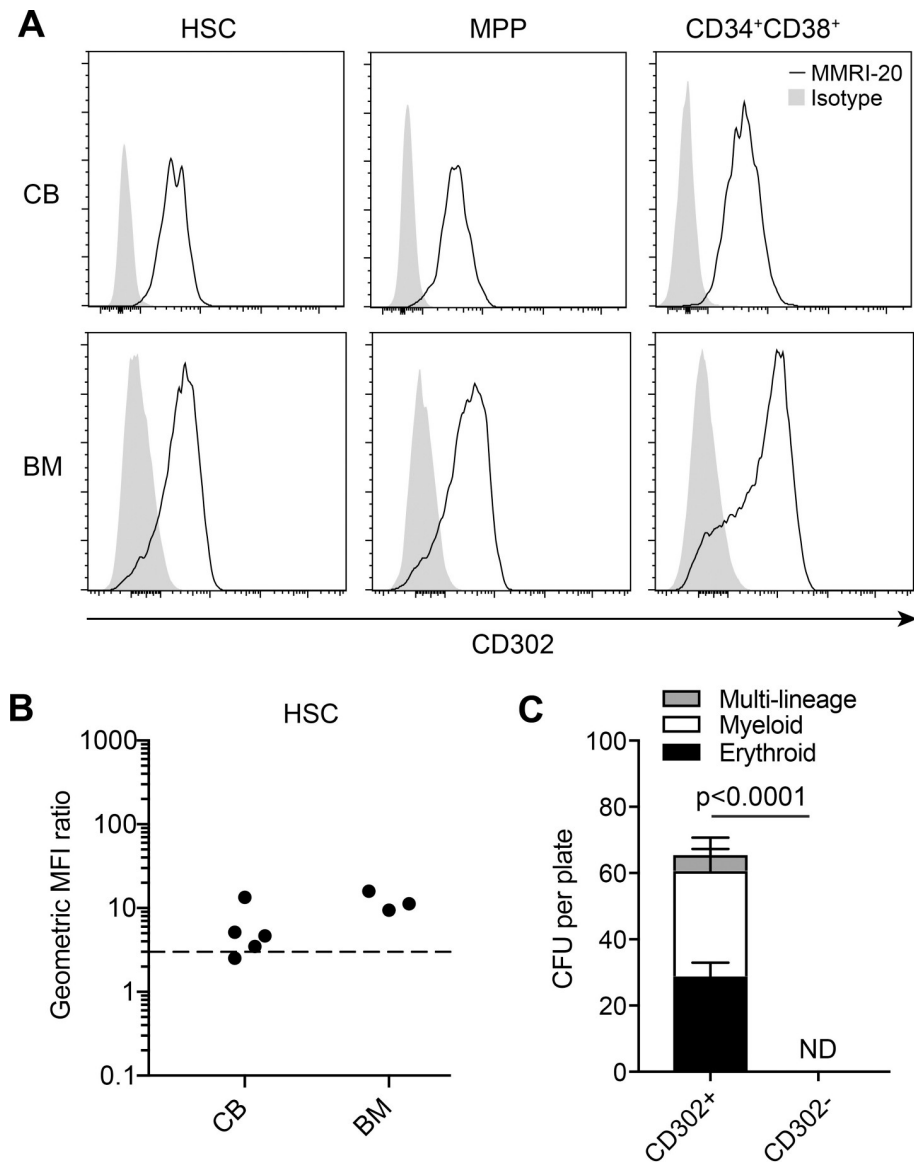 A
HSC
MPP
CD34⁺CD38⁺
MMRI-20
Isotype
CB
BM
CD302
B
HSC
Geometric MFI ratio
1000
100
10
1
0.1
CB
BM
C
Multi-lineage
Myeloid
Erythroid
p<0.0001
CFU per plate
100
80
60
40
20
0
ND
CD302+
CD302-